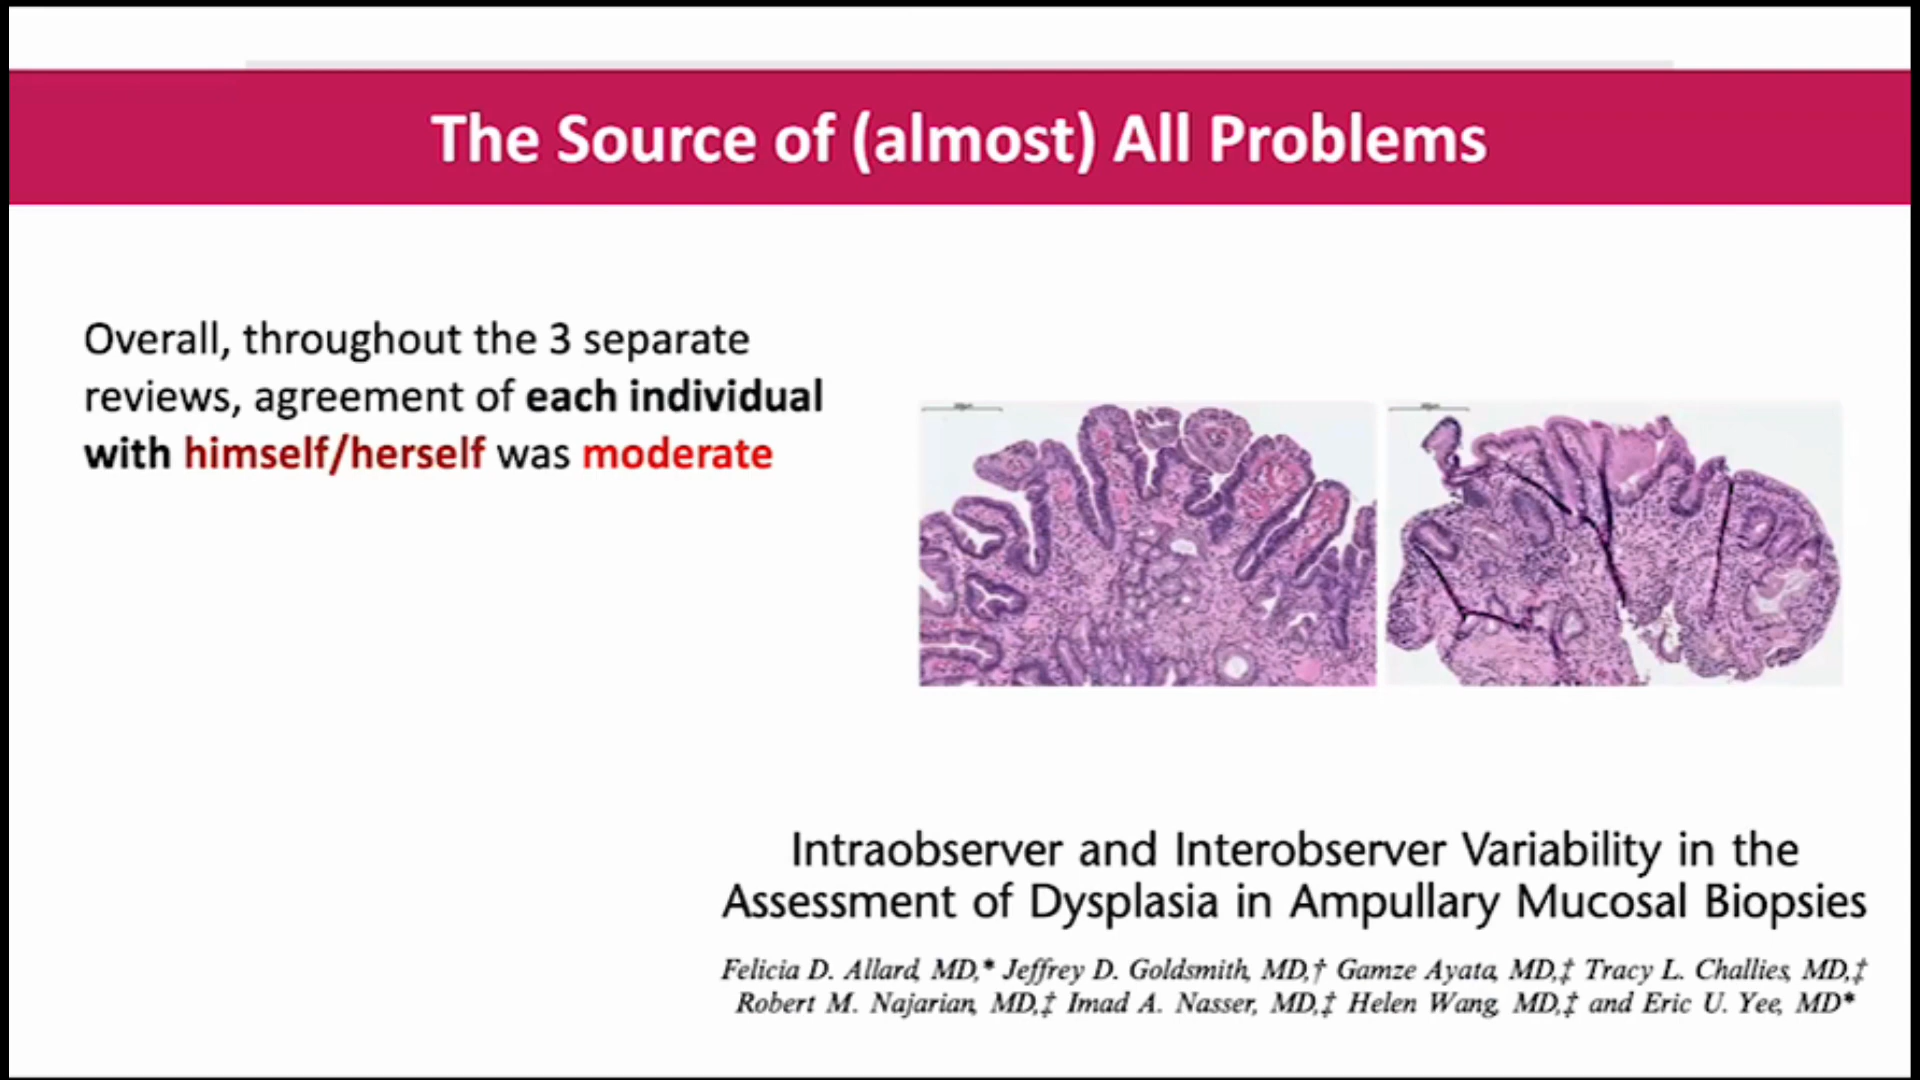 The Source of (almost) All Problems
Overall, throughout the 3 separate
reviews, agreement of each individual
with himself/herself was moderate
Intraobserver and Interobserver Variability in the
Assessment of Dysplasia in Ampullary Mucosal Biopsies
Felicia D. Allard, MD,* Jeffrey D. Goldsmith, MD,† Gamze Ayata, MD,‡ Tracy L. Challies, MD,‡
Robert M. Najarian, MD,‡ Imad A. Nasser, MD,‡ Helen Wang, MD,‡ and Eric U. Yee, MD*